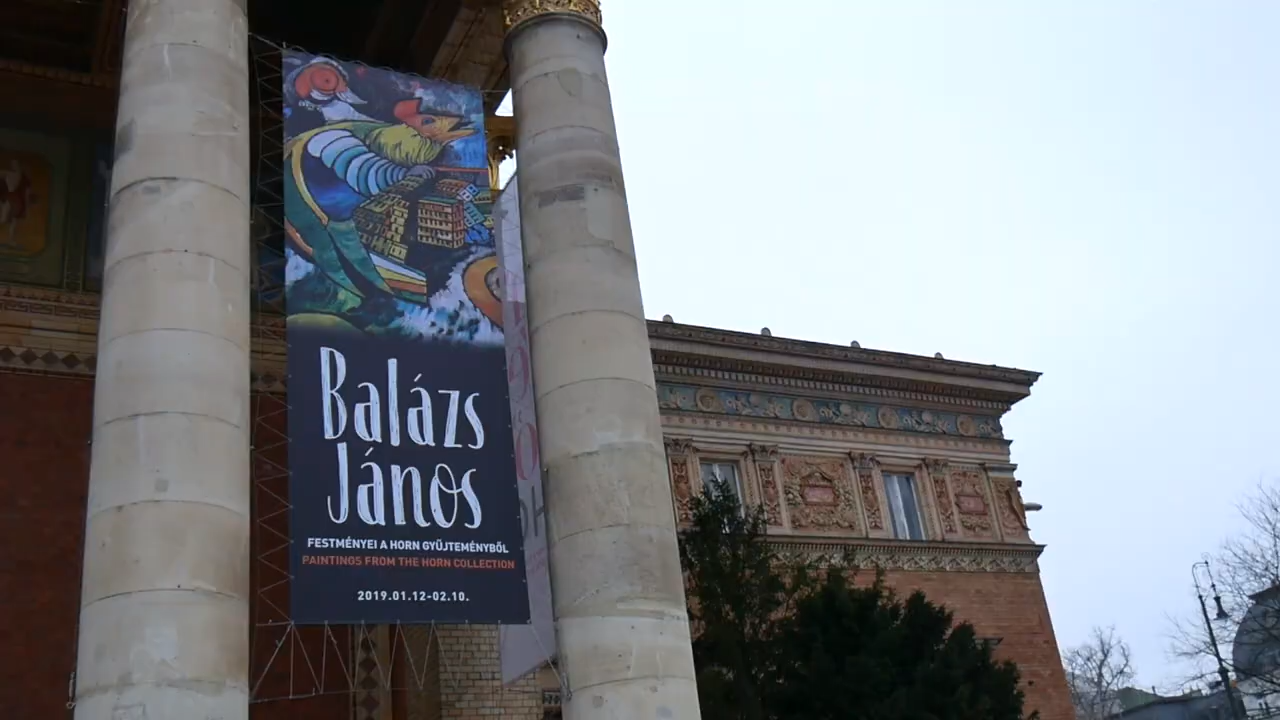 Balázs
János
FESTMÉNYEI A HORN GYŰJTEMÉNYBŐL
PAINTINGS FROM THE HORN COLLECTION
2019.01.12-02.10.